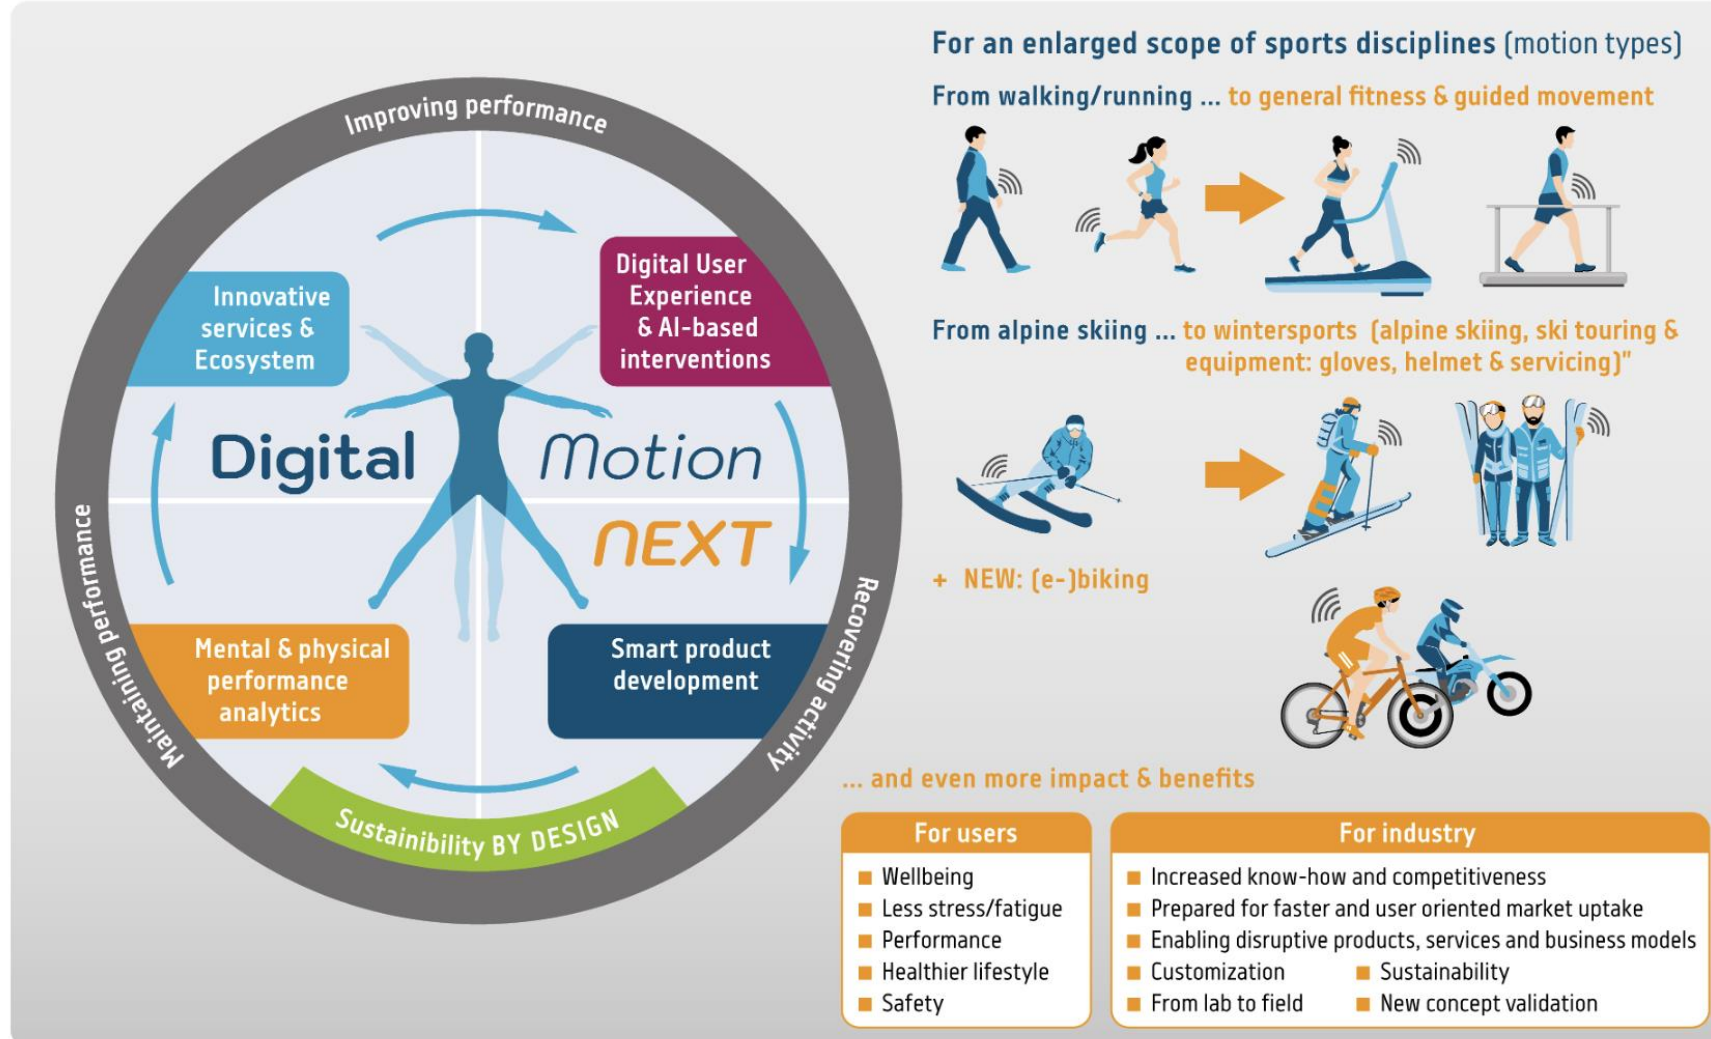 Improving performance
Maintaining performance
Recovering activity
Innovative
services &
Ecosystem
Digital User
Experience
& AI-based
interventions
Digital Motion
NEXT
Mental & physical
performance
analytics
Smart product
development
Sustainibility BY DESIGN
For an enlarged scope of sports disciplines (motion types)
From walking/running ... to general fitness & guided movement
From alpine skiing ... to wintersports (alpine skiing, ski touring &
equipment: gloves, helmet & servicing)"
+ NEW: (e-)biking
... and even more impact & benefits
For users
Wellbeing
Less stress/fatigue
Performance
Healthier lifestyle
Safety
For industry
Increased know-how and competitiveness
Prepared for faster and user oriented market uptake
Enabling disruptive products, services and business models
Customization
Sustainability
From lab to field
New concept validation